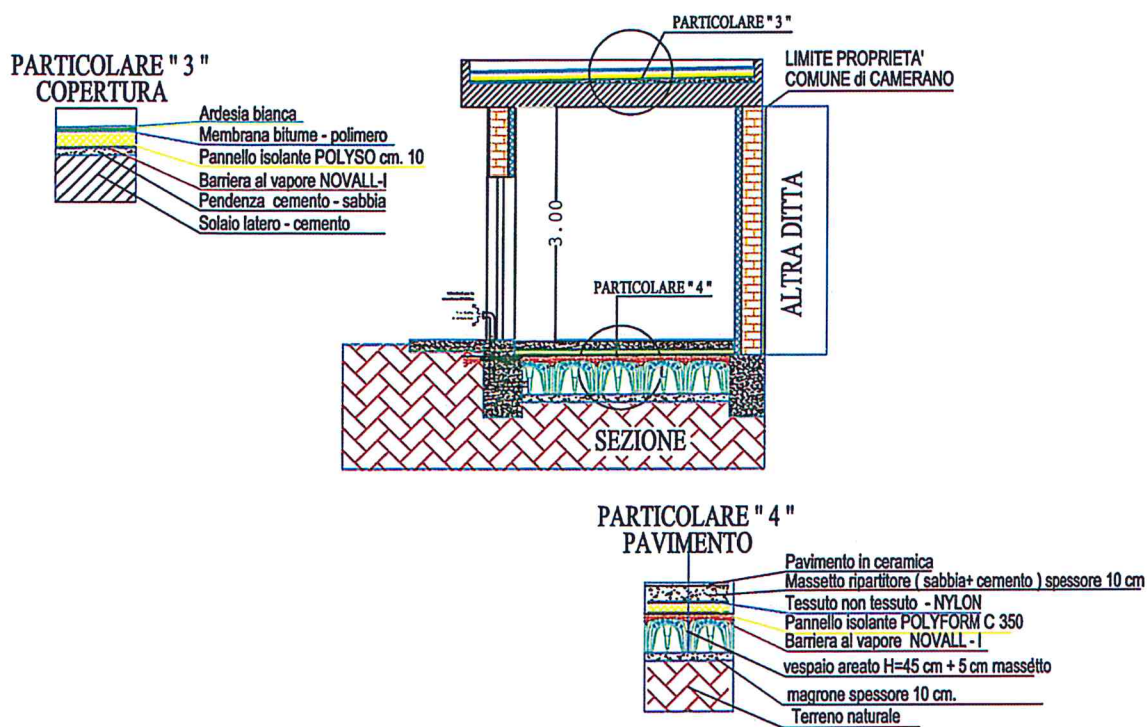 PARTICOLARE " 3 "
LIMITE PROPRIETA'
COMUNE di CAMERANO
PARTICOLARE " 3 "
COPERTURA
Ardesia bianca
Membrana bitume - polimero
Pannello isolante POLYSO cm. 10
Barriera al vapore NOVALL-I
Pendenza cemento - sabbia
Solaio latero - cemento
3.00
ALTRA DITTA
PARTICOLARE " 4 "
SEZIONE
PARTICOLARE " 4 "
PAVIMENTO
Pavimento in ceramica
Massetto ripartitore ( sabbia+ cemento ) spessore 10 cm
Tessuto non tessuto - NYLON
Pannello isolante POLYFORM C 350
Barriera al vapore NOVALL - I
vespaio areato H=45 cm + 5 cm massetto
magrone spessore 10 cm.
Terreno naturale